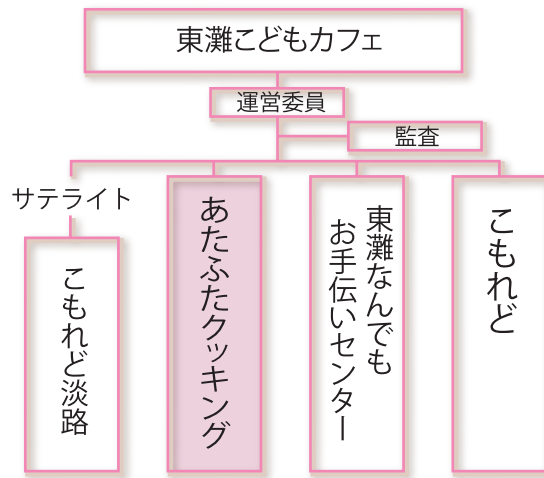 東灘こどもカフェ
運営委員
監査
サテライト
こもれど淡路
あたふたクッキング
東灘なんでも
お手伝いセンター
こもれど